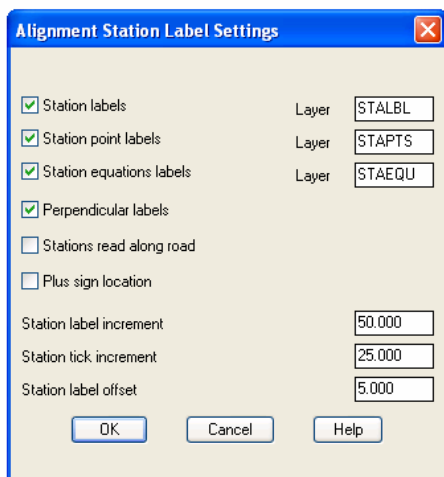 Alignment Station Label Settings
Station labels Layer STALBL
Station point labels Layer STAPTS
Station equations labels Layer STAEQU
Perpendicular labels
Stations read along road
Plus sign location
Station label increment 50.000
Station tick increment 25.000
Station label offset 5.000
OK Cancel Help